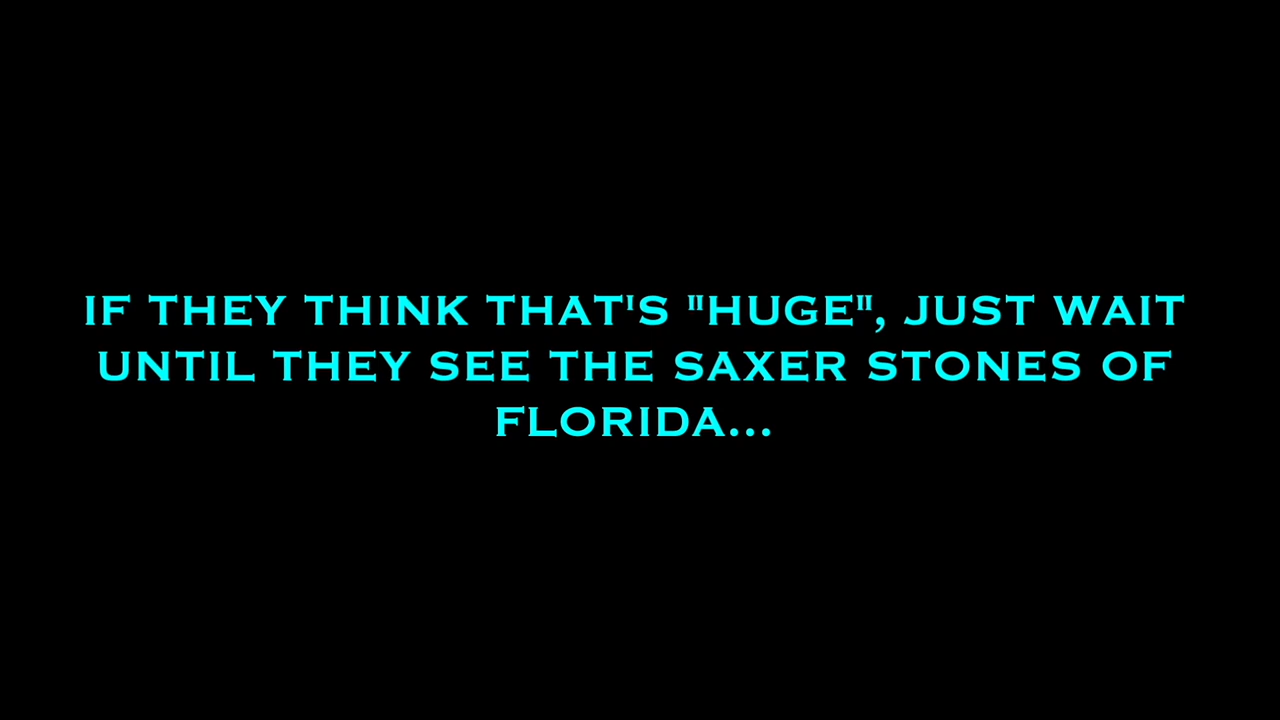 IF THEY THINK THAT'S "HUGE", JUST WAIT
UNTIL THEY SEE THE SAXER STONES OF
FLORIDA...